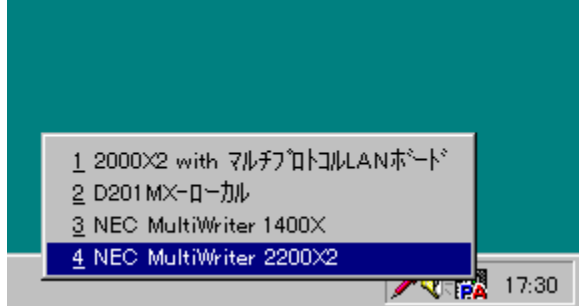 1 2000X2 with ﾏﾙﾁﾌﾟﾛﾄｺﾙLANﾎﾞｰﾄﾞ
2 D201MX-ﾛｰｶﾙ
3 NEC MultiWriter 1400X
4 NEC MultiWriter 2200X2
PA 17:30